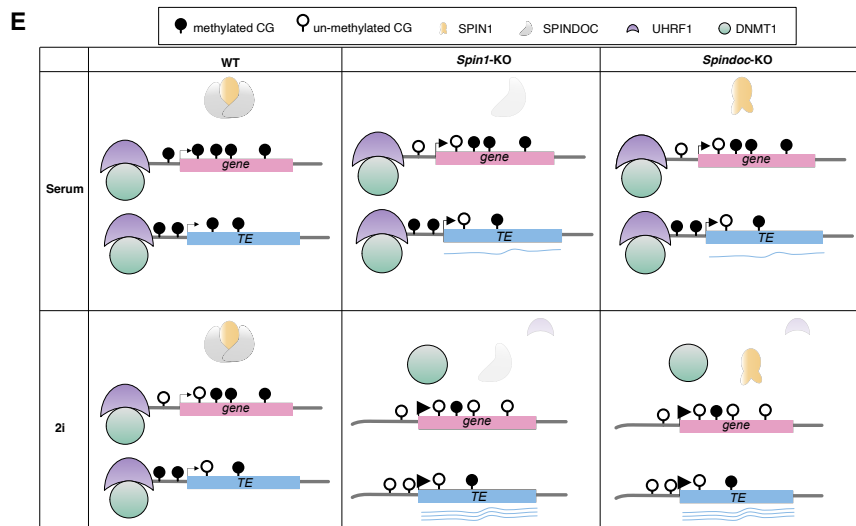 E
methylated CG un-methylated CG SPIN1 SPINDOC UHRF1 DNMT1
WT Spin1-KO Spindoc-KO
Serum
gene gene gene
TE TE TE
2i
gene gene gene
TE TE TE